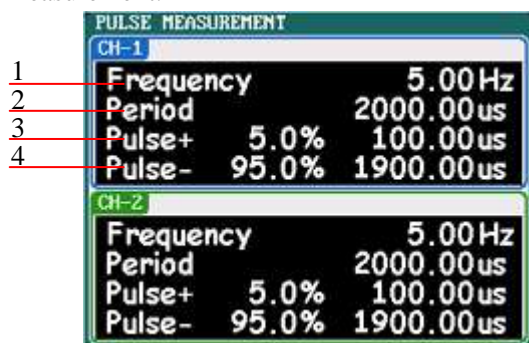 PULSE MEASUREMENT
CH-1
1 Frequency 5.00Hz
2 Period 2000.00us
3 Pulse+ 5.0% 100.00us
4 Pulse- 95.0% 1900.00us
CH-2
Frequency 5.00Hz
Period 2000.00us
Pulse+ 5.0% 100.00us
Pulse- 95.0% 1900.00us